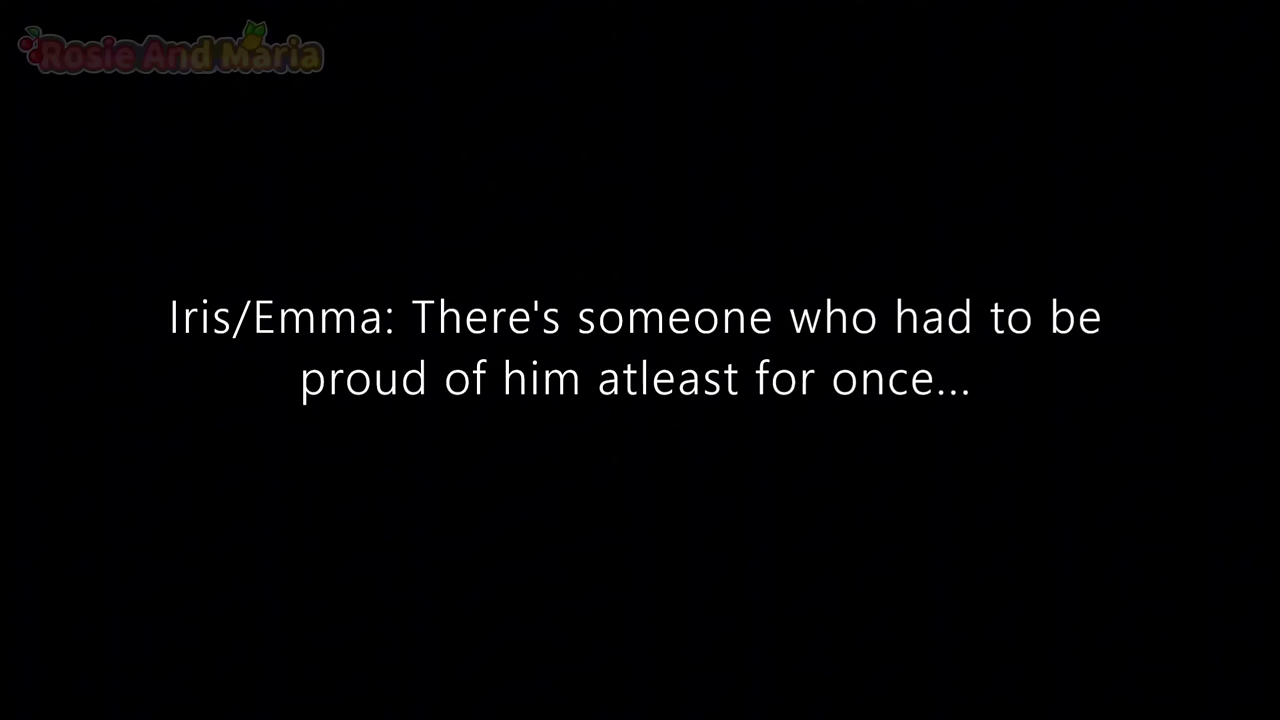 Rosie And Maria
Iris/Emma: There's someone who had to be
proud of him atleast for once...